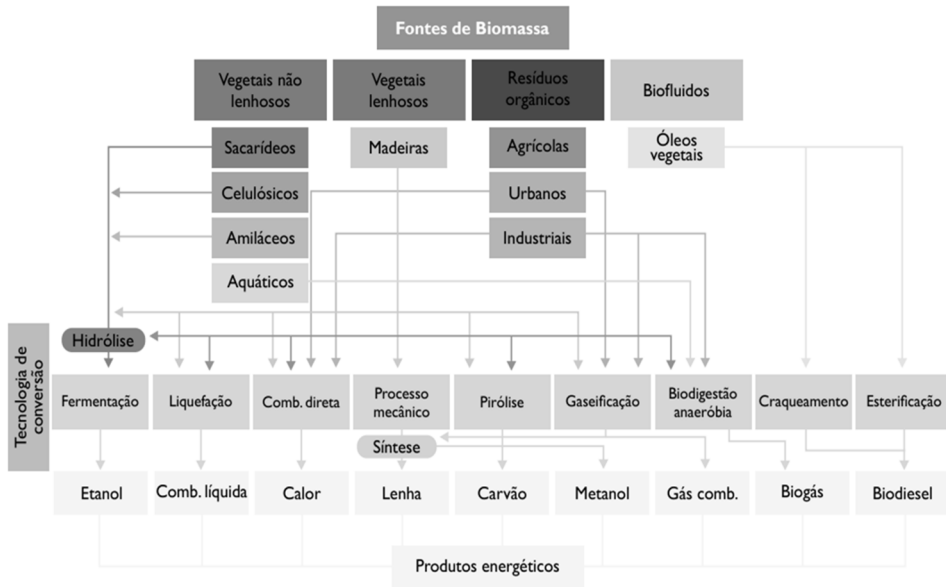 Fontes de Biomassa
Vegetais não
lenhosos
Vegetais
lenhosos
Resíduos
orgânicos
Biofluidos
Sacarídeos
Madeiras
Agrícolas
Óleos
vegetais
Celulósicos
Urbanos
Amiláceos
Industriais
Aquáticos
Tecnologia de
conversão
Hidrólise
Fermentação
Liquefação
Comb. direta
Processo
mecânico
Pirólise
Gaseificação
Biodigestão
anaeróbia
Craqueamento
Esterificação
Síntese
Etanol
Comb. líquida
Calor
Lenha
Carvão
Metanol
Gás comb.
Biogás
Biodiesel
Produtos energéticos